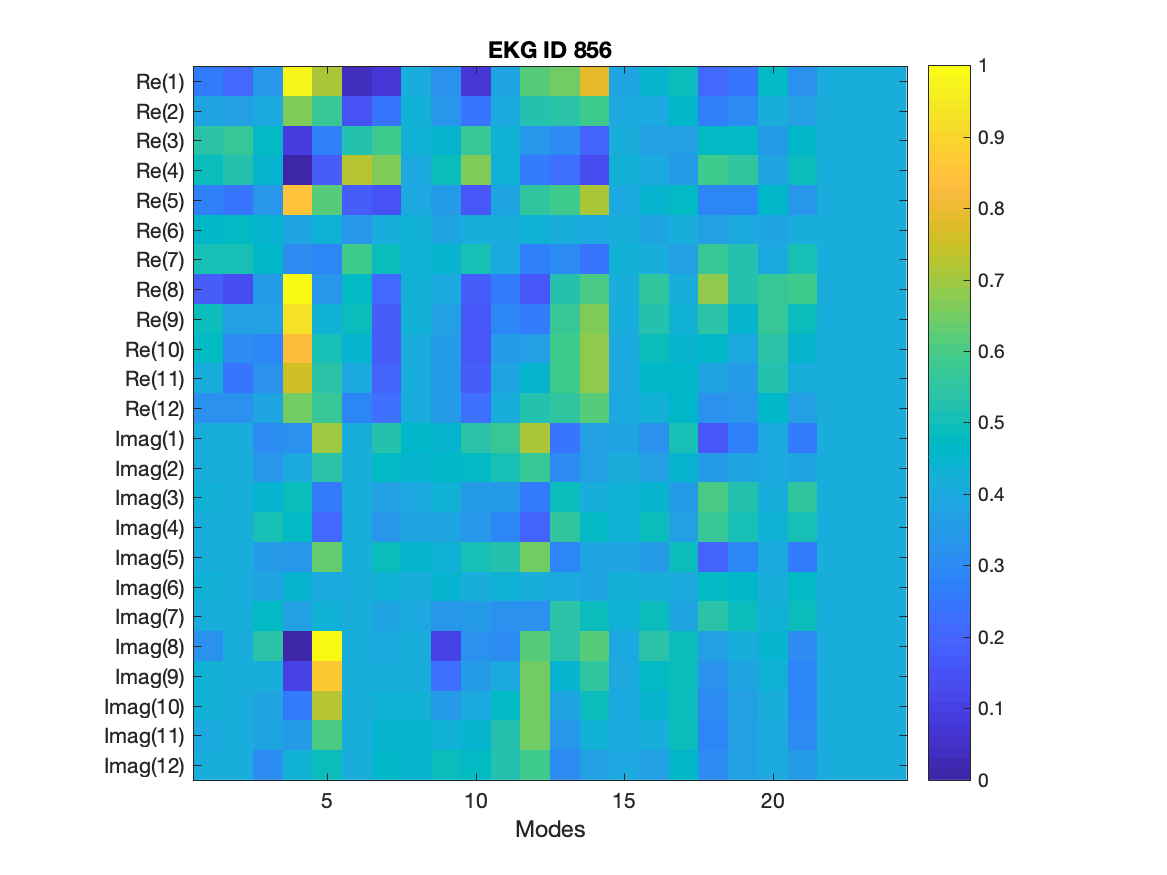 EKG ID 856
Re(1)
Re(2)
Re(3)
Re(4)
Re(5)
Re(6)
Re(7)
Re(8)
Re(9)
Re(10)
Re(11)
Re(12)
Imag(1)
Imag(2)
Imag(3)
Imag(4)
Imag(5)
Imag(6)
Imag(7)
Imag(8)
Imag(9)
Imag(10)
Imag(11)
Imag(12)
5 10 15 20
Modes
1
0.9
0.8
0.7
0.6
0.5
0.4
0.3
0.2
0.1
0